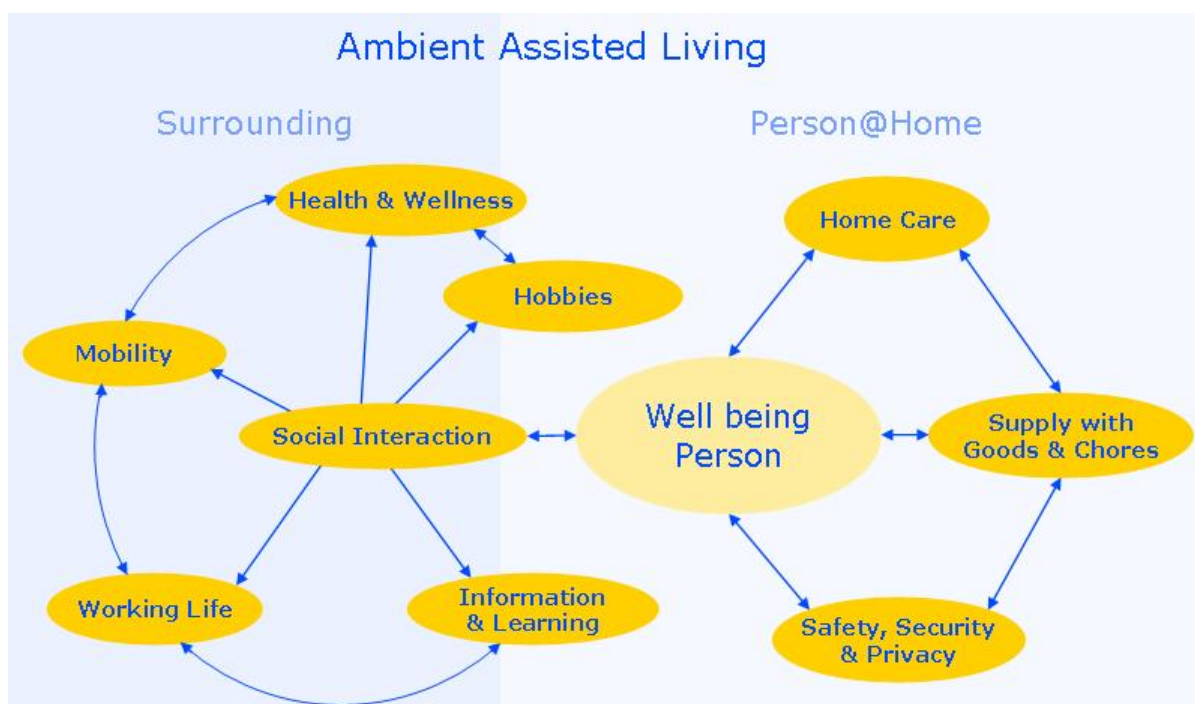 Ambient Assisted Living
Surrounding
Person@Home
Health & Wellness
Home Care
Hobbies
Mobility
Social Interaction
Well being
Person
Supply with
Goods & Chores
Working Life
Information
& Learning
Safety, Security
& Privacy